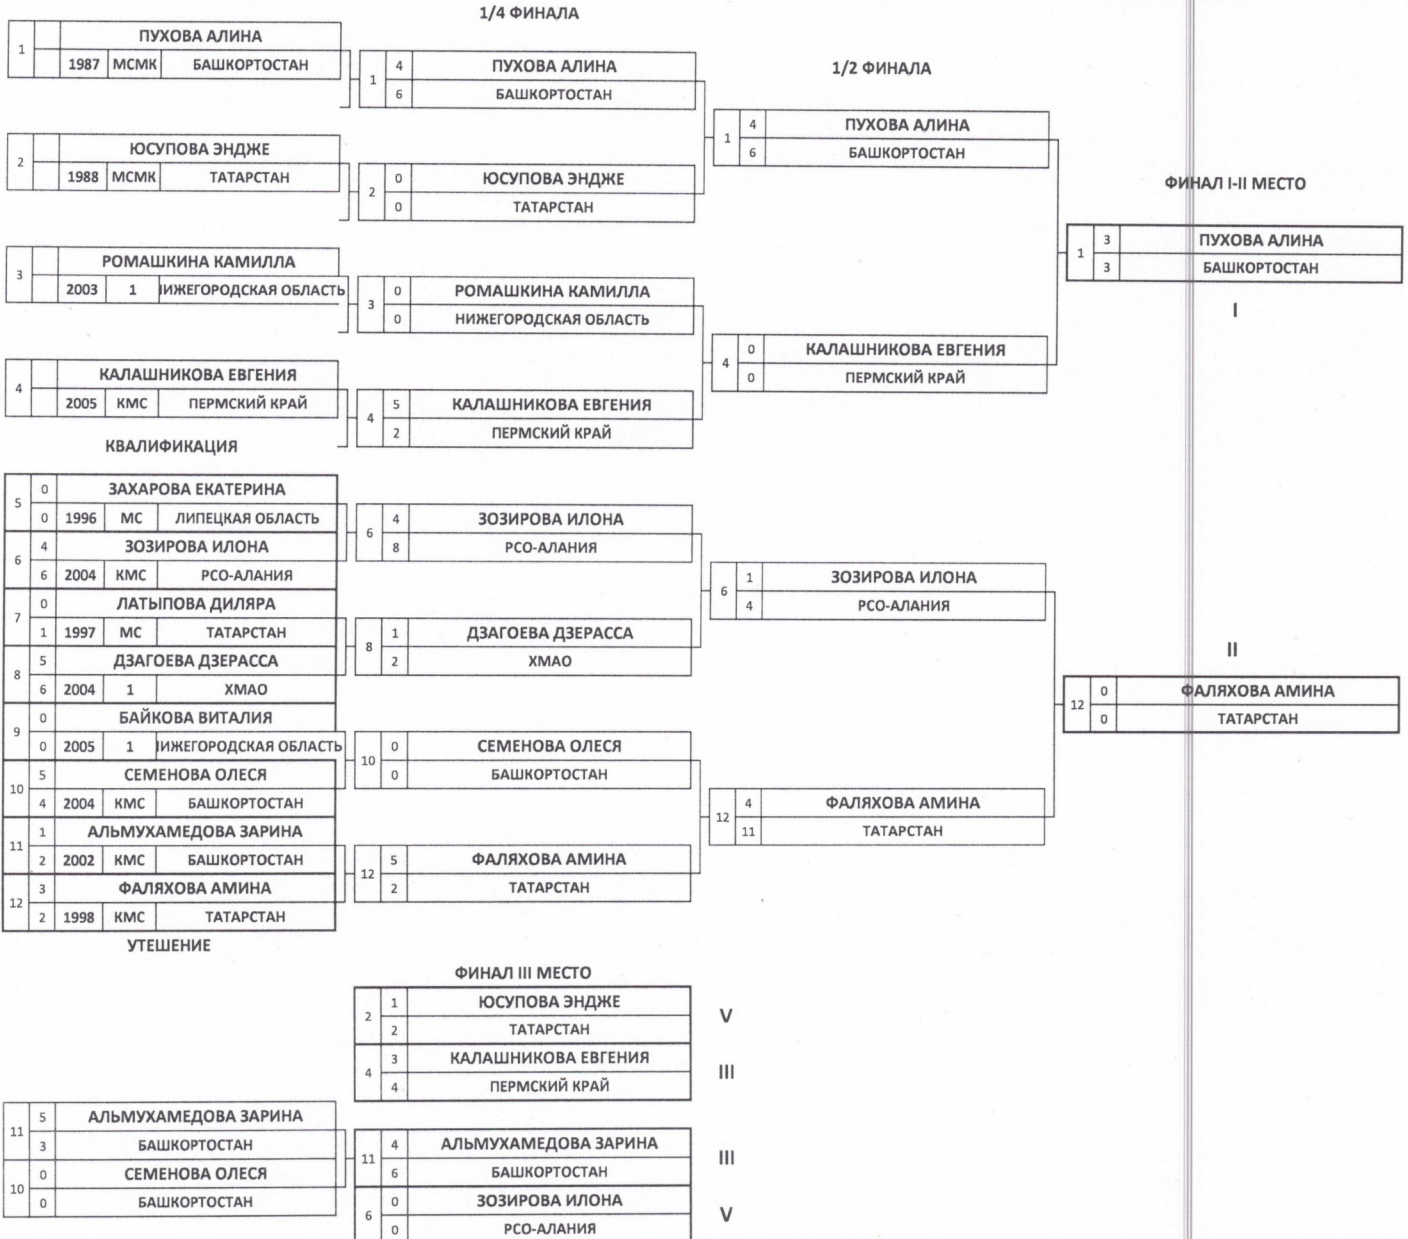 1/4 ФИНАЛА
1/2 ФИНАЛА
ФИНАЛ I-II МЕСТО
1 ПУХОВА АЛИНА
1987 МСМК БАШКОРТОСТАН
2 ЮСУПОВА ЭНДЖЕ
1988 МСМК ТАТАРСТАН
3 РОМАШКИНА КАМИЛЛА
2003 1 НИЖЕГОРОДСКАЯ ОБЛАСТЬ
4 КАЛАШНИКОВА ЕВГЕНИЯ
2005 КМС ПЕРМСКИЙ КРАЙ
КВАЛИФИКАЦИЯ
5 0 ЗАХАРОВА ЕКАТЕРИНА
0 1996 МС ЛИПЕЦКАЯ ОБЛАСТЬ
6 4 ЗОЗИРОВА ИЛОНА
6 2004 КМС РСО-АЛАНИЯ
7 0 ЛАТЫПОВА ДИЛЯРА
1 1997 МС ТАТАРСТАН
8 5 ДЗАГОЕВА ДЗЕРАССА
6 2004 1 ХМАО
9 0 БАЙКОВА ВИТАЛИЯ
0 2005 1 НИЖЕГОРОДСКАЯ ОБЛАСТЬ
10 5 СЕМЕНОВА ОЛЕСЯ
4 2004 КМС БАШКОРТОСТАН
11 1 АЛЬМУХАМЕДОВА ЗАРИНА
2 2002 КМС БАШКОРТОСТАН
12 3 ФАЛЯХОВА АМИНА
2 1998 КМС ТАТАРСТАН
УТЕШЕНИЕ
1 4 ПУХОВА АЛИНА
6 БАШКОРТОСТАН
2 0 ЮСУПОВА ЭНДЖЕ
0 ТАТАРСТАН
3 0 РОМАШКИНА КАМИЛЛА
0 НИЖЕГОРОДСКАЯ ОБЛАСТЬ
4 5 КАЛАШНИКОВА ЕВГЕНИЯ
2 ПЕРМСКИЙ КРАЙ
6 4 ЗОЗИРОВА ИЛОНА
8 РСО-АЛАНИЯ
8 1 ДЗАГОЕВА ДЗЕРАССА
2 ХМАО
10 0 СЕМЕНОВА ОЛЕСЯ
0 БАШКОРТОСТАН
12 5 ФАЛЯХОВА АМИНА
2 ТАТАРСТАН
1 4 ПУХОВА АЛИНА
6 БАШКОРТОСТАН
4 0 КАЛАШНИКОВА ЕВГЕНИЯ
0 ПЕРМСКИЙ КРАЙ
6 1 ЗОЗИРОВА ИЛОНА
4 РСО-АЛАНИЯ
12 4 ФАЛЯХОВА АМИНА
11 ТАТАРСТАН
1 3 ПУХОВА АЛИНА
3 БАШКОРТОСТАН
I
II
12 0 ФАЛЯХОВА АМИНА
0 ТАТАРСТАН
ФИНАЛ III МЕСТО
2 1 ЮСУПОВА ЭНДЖЕ
2 ТАТАРСТАН
V
4 3 КАЛАШНИКОВА ЕВГЕНИЯ
4 ПЕРМСКИЙ КРАЙ
III
11 5 АЛЬМУХАМЕДОВА ЗАРИНА
3 БАШКОРТОСТАН
10 0 СЕМЕНОВА ОЛЕСЯ
0 БАШКОРТОСТАН
11 4 АЛЬМУХАМЕДОВА ЗАРИНА
6 БАШКОРТОСТАН
III
6 0 ЗОЗИРОВА ИЛОНА
0 РСО-АЛАНИЯ
V